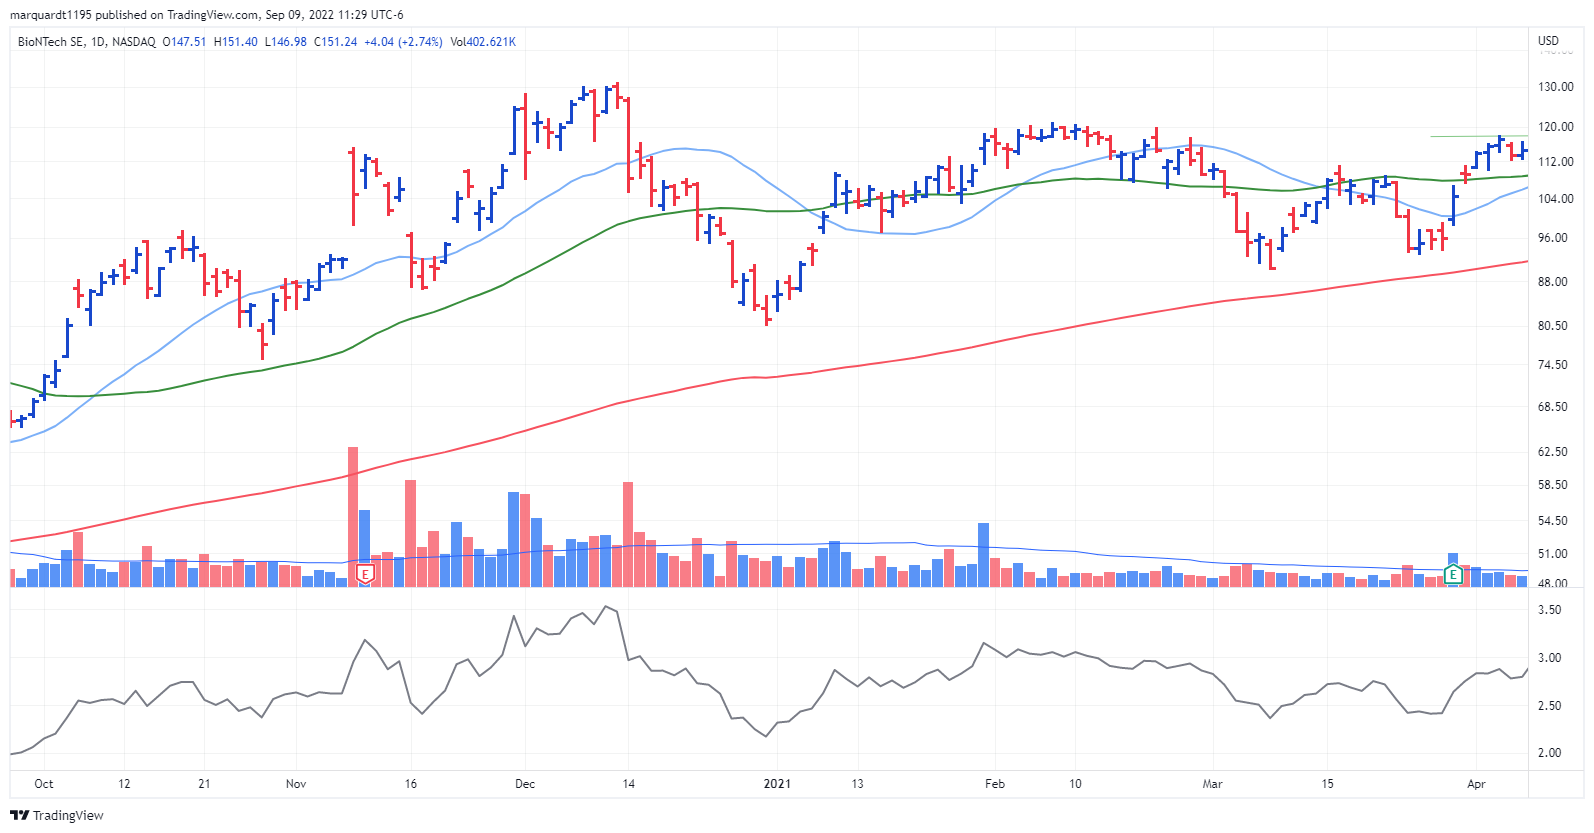 marquardt1195 published on TradingView.com, Sep 09, 2022 11:29 UTC-6
BioNTech SE, 1D, NASDAQ O147.51 H151.40 L146.98 C151.24 +4.04 (+2.74%) Vol402.621K
USD
140.00
130.00
120.00
112.00
104.00
96.00
88.00
80.50
74.50
68.50
62.50
58.50
54.50
51.00
48.00
E
E
3.50
3.00
2.50
2.00
Oct 12 21 Nov 16 Dec 14 2021 13 Feb 10 Mar 15 Apr
TradingView